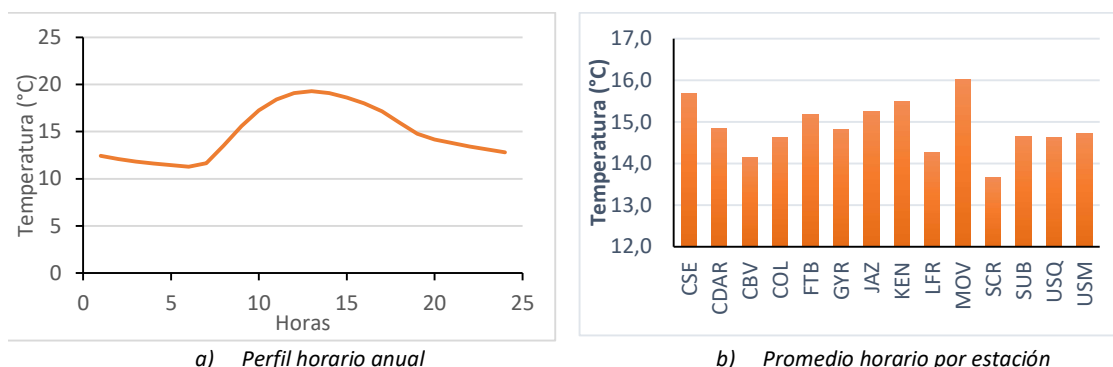 25
20
15
10
5
0
Temperatura (°C)
0 5 10 15 20 25
Horas
a) Perfil horario anual
17,0
16,0
15,0
14,0
13,0
12,0
Temperatura (°C)
CSE
CDAR
CBV
COL
FTB
GYR
JAZ
KEN
LFR
MOV
SCR
SUB
USQ
USM
b) Promedio horario por estación